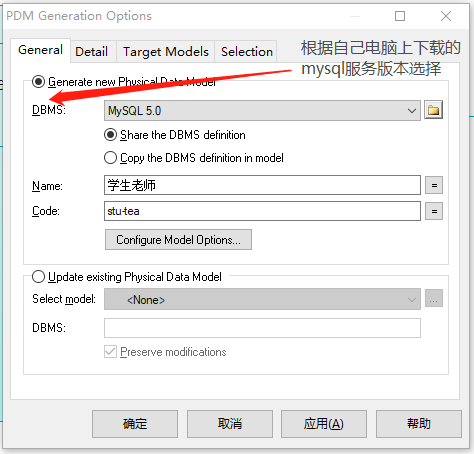 PDM Generation Options
General Detail Target Models Selection
根据自己电脑上下载的
mysql服务版本选择
Generate new Physical Data Model
DBMS: MySQL 5.0
Share the DBMS definition
Copy the DBMS definition in model
Name: 学生老师 =
Code: stu-tea =
Configure Model Options...
Update existing Physical Data Model
Select model: <None> ...
DBMS:
Preserve modifications
确定 取消 应用(A) 帮助